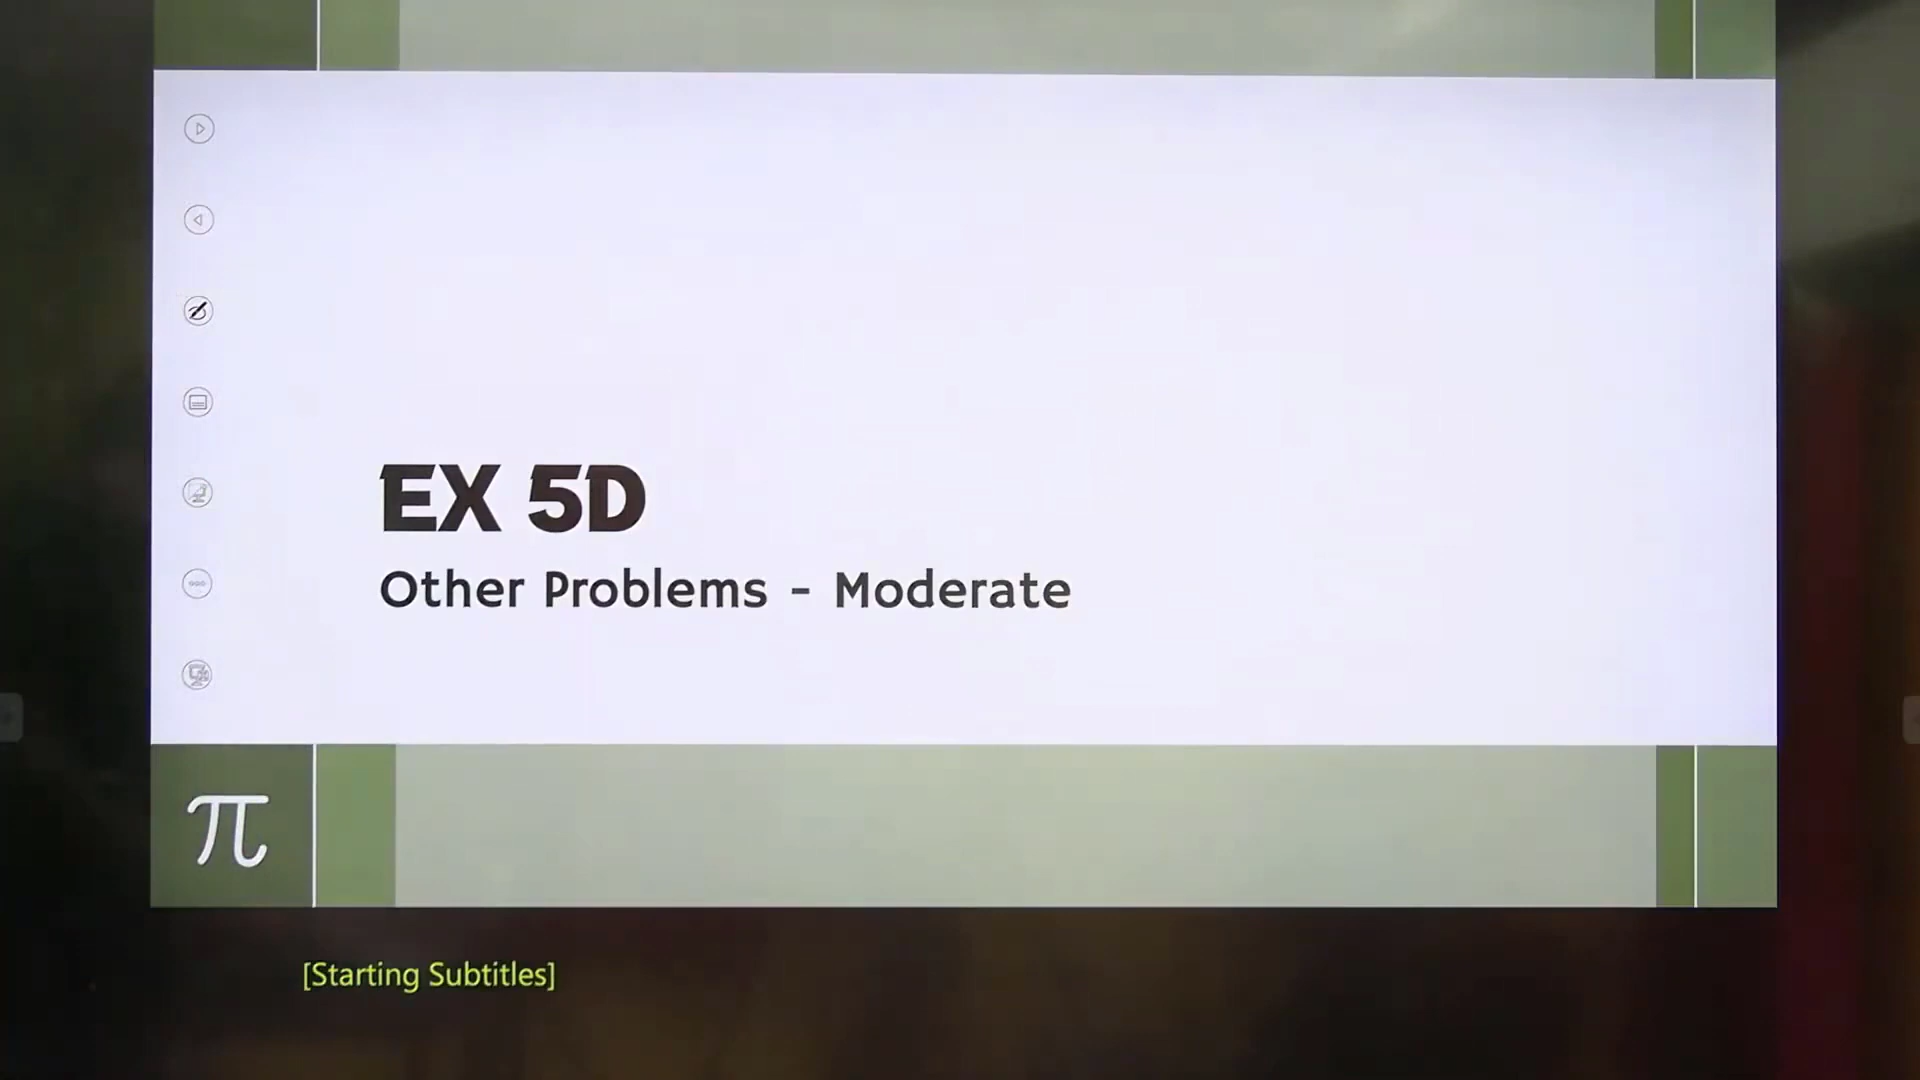 EX 5D
Other Problems - Moderate
π
[Starting Subtitles]